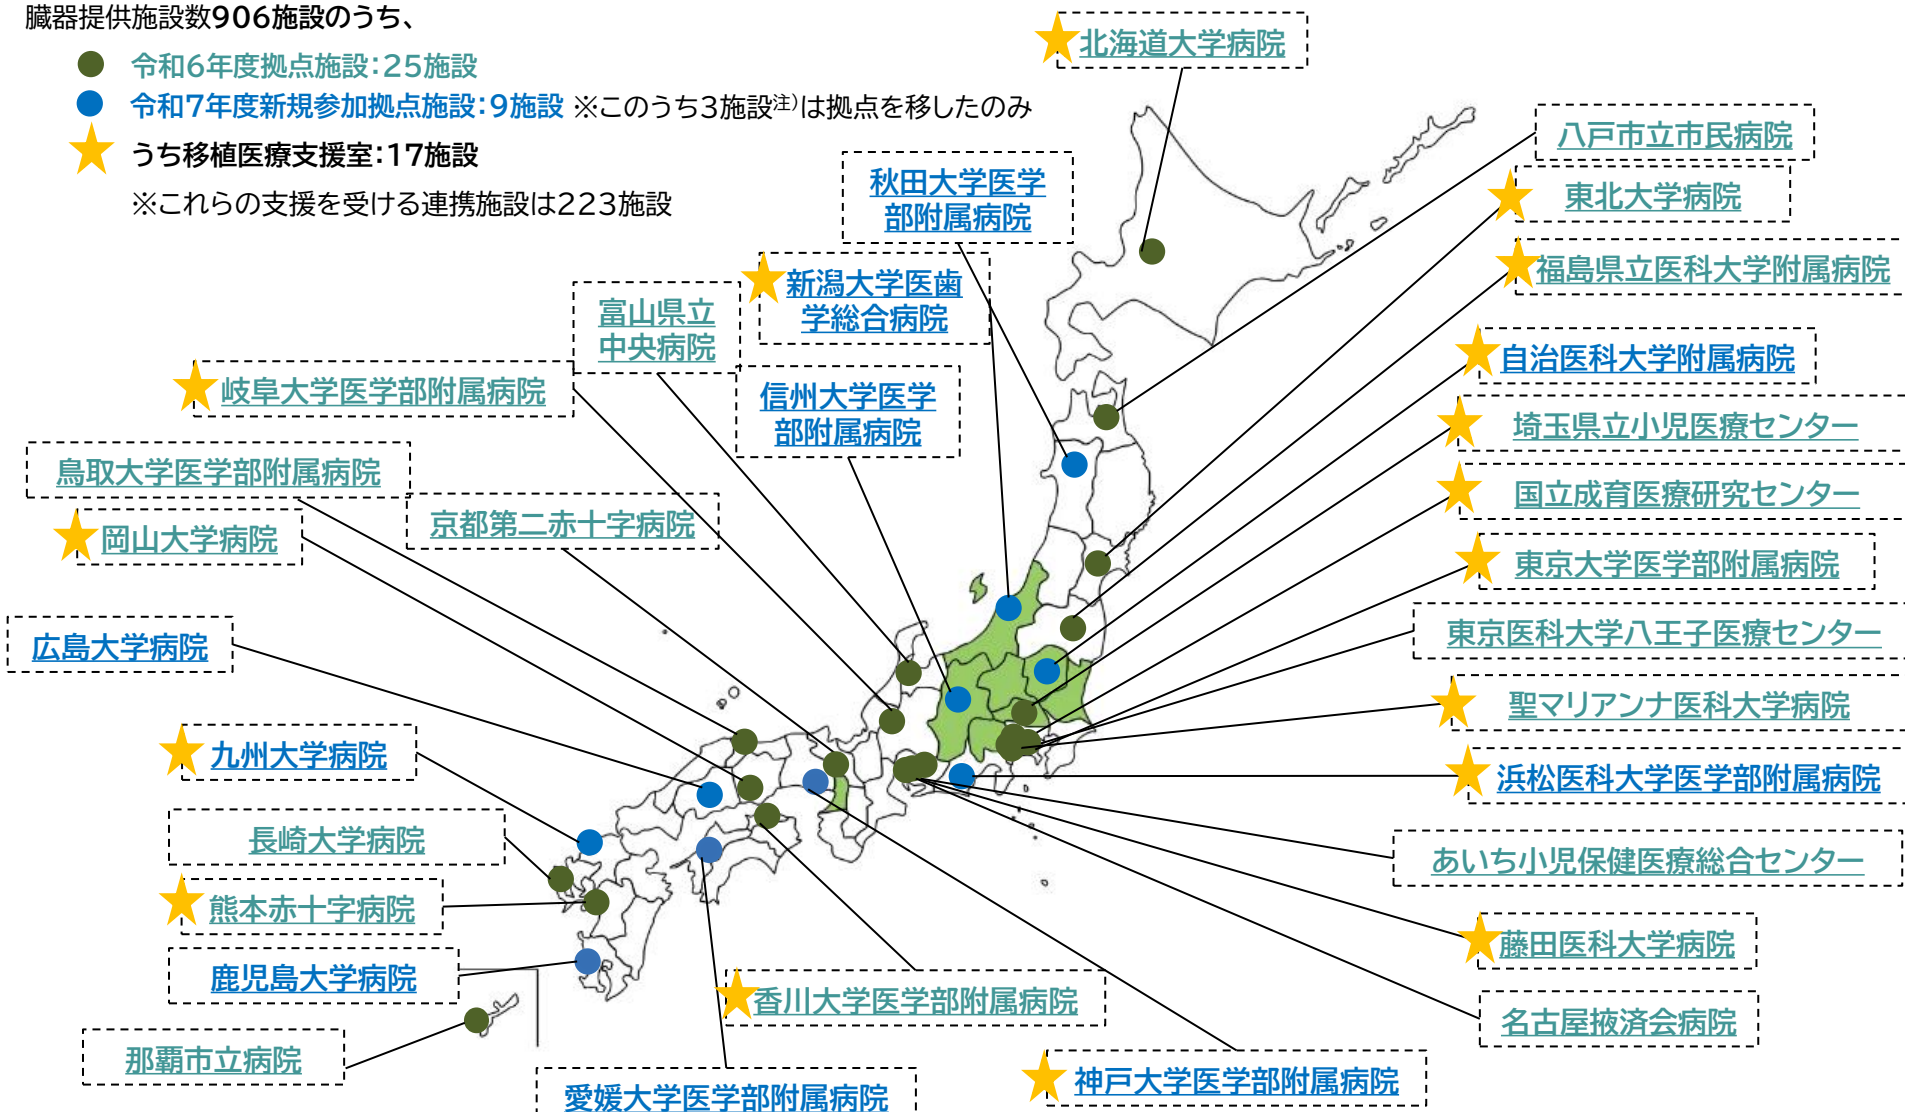 臓器提供施設数906施設のうち、
令和6年度拠点施設：25施設
令和7年度新規参加拠点施設：9施設 ※このうち3施設注）は拠点を移したのみ
うち移植医療支援室：17施設
※これらの支援を受ける連携施設は223施設
北海道大学病院
八戸市立市民病院
秋田大学医学
部附属病院
東北大学病院
新潟大学医歯
学総合病院
福島県立医科大学附属病院
富山県立
中央病院
自治医科大学附属病院
岐阜大学医学部附属病院
信州大学医学
部附属病院
埼玉県立小児医療センター
鳥取大学医学部附属病院
国立成育医療研究センター
岡山大学病院
京都第二赤十字病院
東京大学医学部附属病院
広島大学病院
東京医科大学八王子医療センター
聖マリアンナ医科大学病院
九州大学病院
浜松医科大学医学部附属病院
長崎大学病院
あいち小児保健医療総合センター
熊本赤十字病院
藤田医科大学病院
鹿児島大学病院
香川大学医学部附属病院
名古屋掖済会病院
那覇市立病院
神戸大学医学部附属病院
愛媛大学医学部附属病院